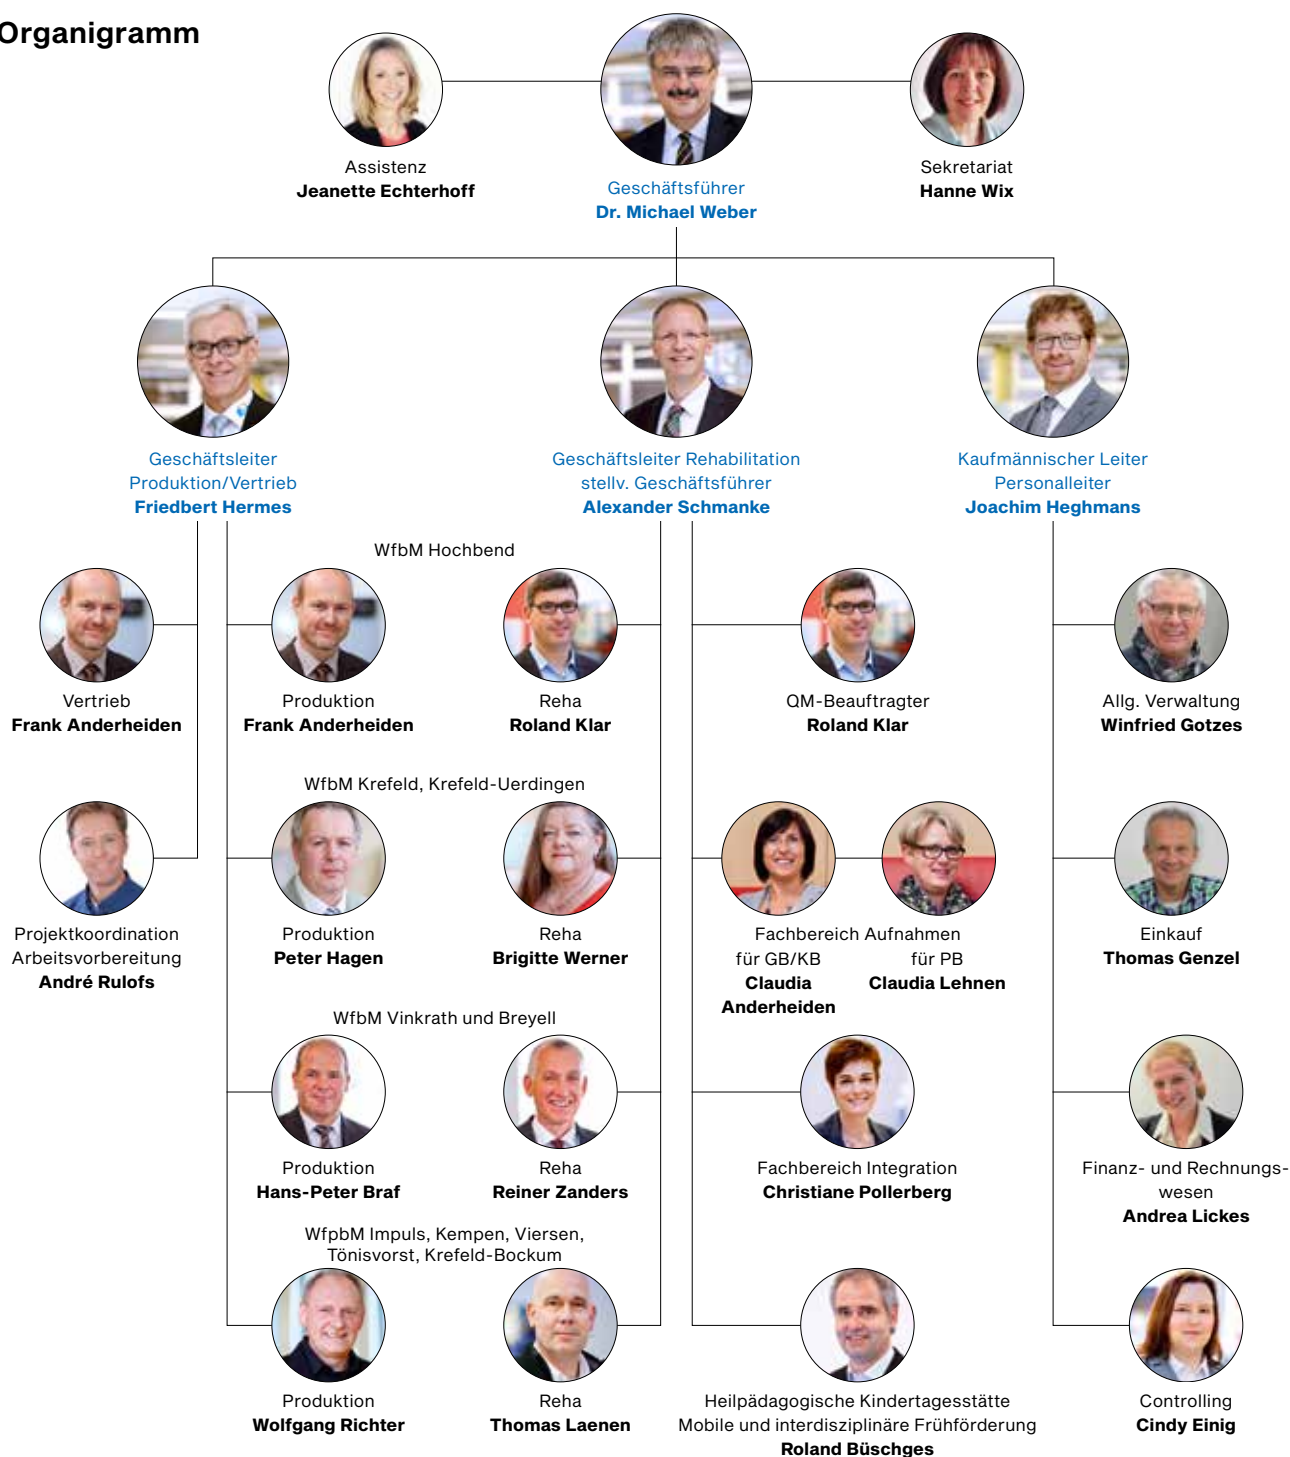 Organigramm
Assistenz
Jeanette Echterhoff
Geschäftsführer
Dr. Michael Weber
Sekretariat
Hanne Wix
Geschäftsleiter
Produktion/Vertrieb
Friedbert Hermes
Geschäftsleiter Rehabilitation
stellv. Geschäftsführer
Alexander Schmanke
Kaufmännischer Leiter
Personalleiter
Joachim Heghmans
WfbM Hochbend
Vertrieb
Frank Anderheiden
Produktion
Frank Anderheiden
Reha
Roland Klar
QM-Beauftragter
Roland Klar
Allg. Verwaltung
Winfried Gotzes
WfbM Krefeld, Krefeld-Uerdingen
Projektkoordination
Arbeitsvorbereitung
André Rulofs
Produktion
Peter Hagen
Reha
Brigitte Werner
Fachbereich Aufnahmen
für GB/KB
Claudia
Anderheiden
für PB
Claudia Lehnen
Einkauf
Thomas Genzel
WfbM Vinkrath und Breyell
Produktion
Hans-Peter Braf
Reha
Reiner Zanders
Fachbereich Integration
Christiane Pollerberg
Finanz- und Rechnungs-
wesen
Andrea Lickes
WfpbM Impuls, Kempen, Viersen,
Tönisvorst, Krefeld-Bockum
Produktion
Wolfgang Richter
Reha
Thomas Laenen
Heilpädagogische Kindertagesstätte
Mobile und interdisziplinäre Frühförderung
Roland Büschges
Controlling
Cindy Einig